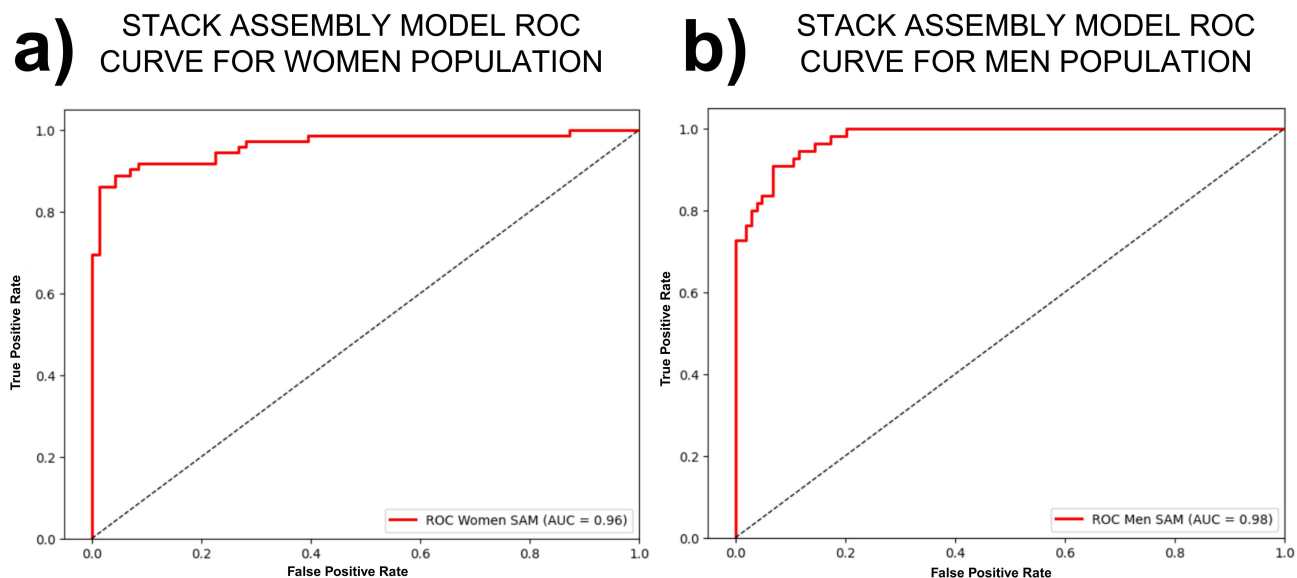 a)
STACK ASSEMBLY MODEL ROC
CURVE FOR WOMEN POPULATION
True Positive Rate
1.0
0.8
0.6
0.4
0.2
0.0
ROC Women SAM (AUC = 0.96)
0.0 0.2 0.4 0.6 0.8 1.0
False Positive Rate
b)
STACK ASSEMBLY MODEL ROC
CURVE FOR MEN POPULATION
True Positive Rate
1.0
0.8
0.6
0.4
0.2
0.0
ROC Men SAM (AUC = 0.98)
0.0 0.2 0.4 0.6 0.8 1.0
False Positive Rate